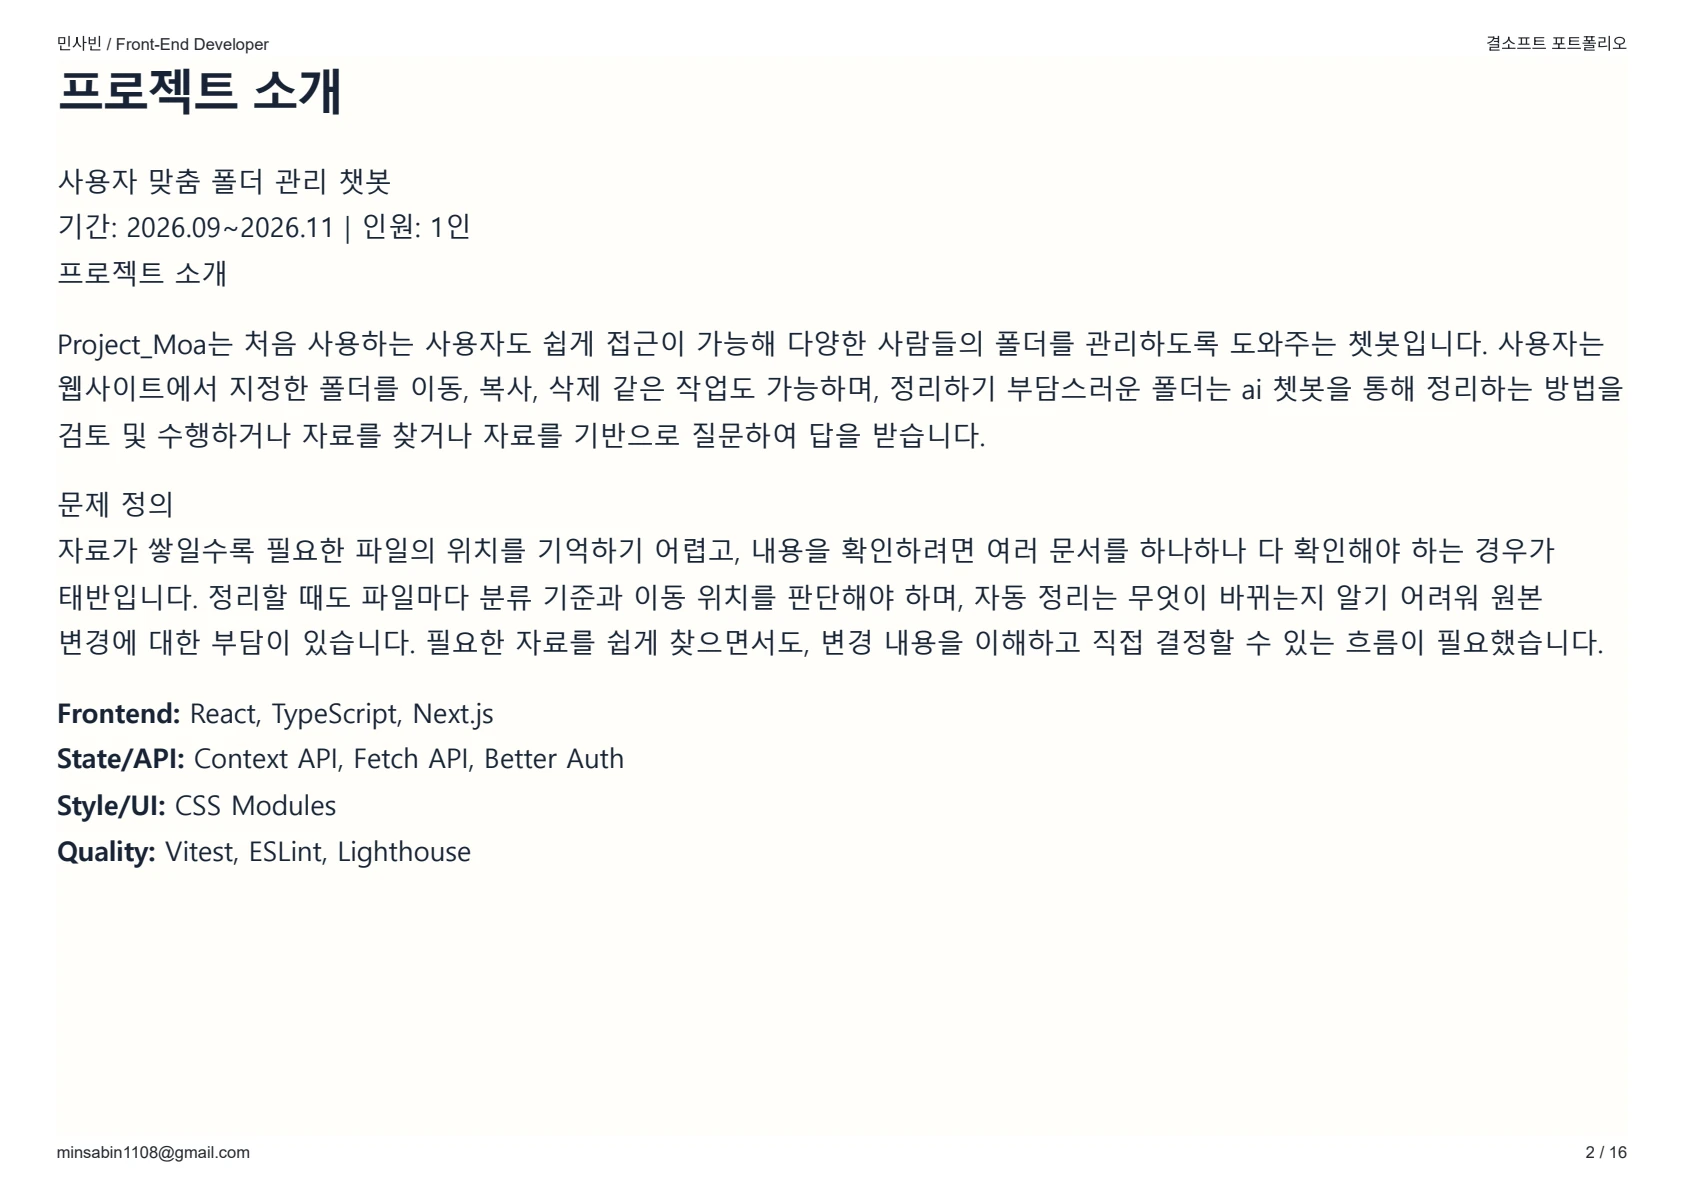 민사빈 / Front-End Developer
결소프트 포트폴리오
프로젝트 소개
사용자 맞춤 폴더 관리 챗봇
기간: 2026.09~2026.11 | 인원: 1인
프로젝트 소개
Project_Moa는 처음 사용하는 사용자도 쉽게 접근이 가능해 다양한 사람들의 폴더를 관리하도록 도와주는 쳇봇입니다. 사용자는
웹사이트에서 지정한 폴더를 이동, 복사, 삭제 같은 작업도 가능하며, 정리하기 부담스러운 폴더는 ai 쳇봇을 통해 정리하는 방법을
검토 및 수행하거나 자료를 찾거나 자료를 기반으로 질문하여 답을 받습니다.
문제 정의
자료가 쌓일수록 필요한 파일의 위치를 기억하기 어렵고, 내용을 확인하려면 여러 문서를 하나하나 다 확인해야 하는 경우가
태반입니다. 정리할 때도 파일마다 분류 기준과 이동 위치를 판단해야 하며, 자동 정리는 무엇이 바뀌는지 알기 어려워 원본
변경에 대한 부담이 있습니다. 필요한 자료를 쉽게 찾으면서도, 변경 내용을 이해하고 직접 결정할 수 있는 흐름이 필요했습니다.
Frontend: React, TypeScript, Next.js
State/API: Context API, Fetch API, Better Auth
Style/UI: CSS Modules
Quality: Vitest, ESLint, Lighthouse
minsabin1108@gmail.com
2 / 16